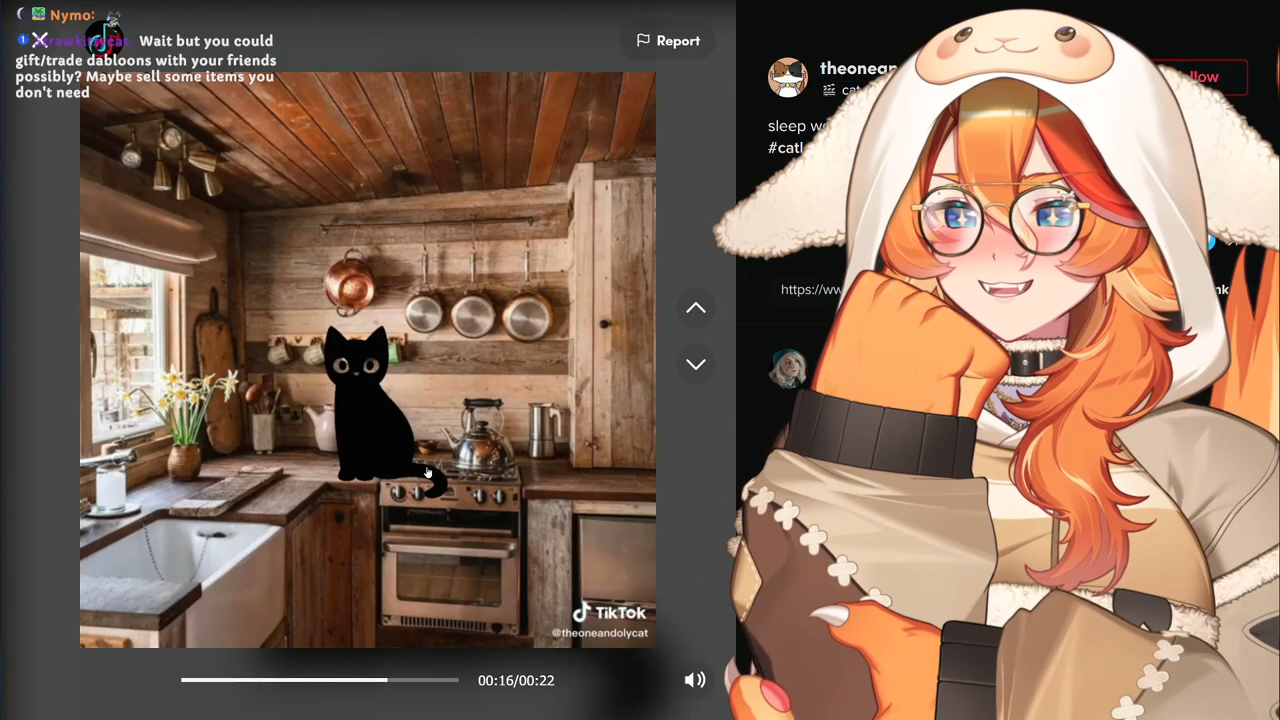 Nymo:
Wait but you could
gift/trade dabloons with your friends
possibly? Maybe sell some items you
don't need
Report
sleep
https://ww
TikTok
@theoneandolycat
00:16/00:22